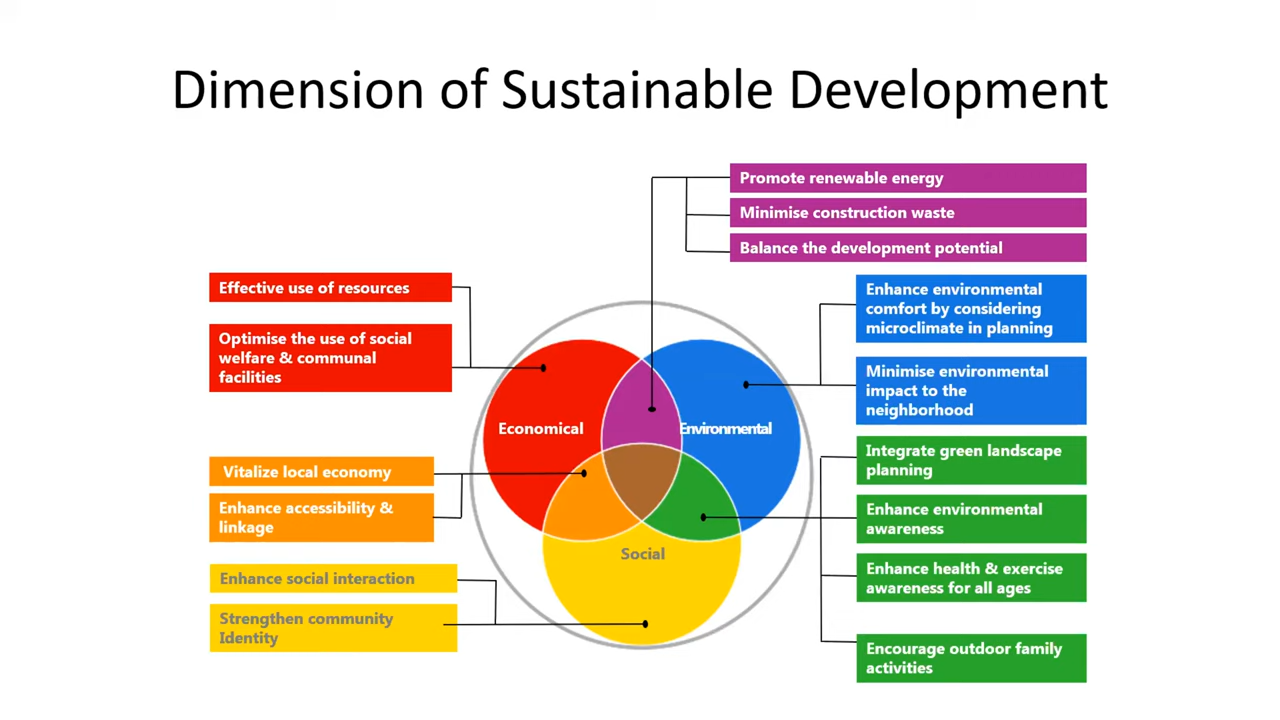 Dimension of Sustainable Development
Promote renewable energy
Minimise construction waste
Balance the development potential
Effective use of resources
Optimise the use of social
welfare & communal
facilities
Enhance environmental
comfort by considering
microclimate in planning
Minimise environmental
impact to the
neighborhood
Economical
Environmental
Vitalize local economy
Enhance accessibility &
linkage
Integrate green landscape
planning
Enhance environmental
awareness
Social
Enhance social interaction
Strengthen community
Identity
Enhance health & exercise
awareness for all ages
Encourage outdoor family
activities